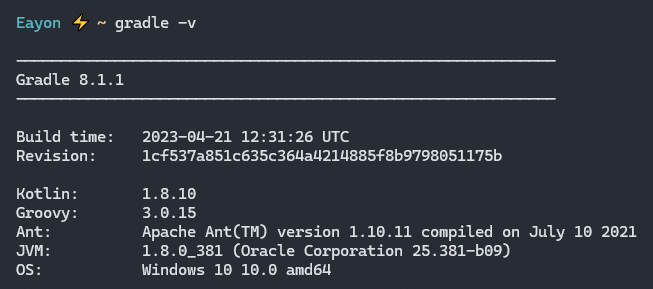 Eayon ⚡ ~ gradle -v
------------------------------------------------------------
Gradle 8.1.1
------------------------------------------------------------
Build time:   2023-04-21 12:31:26 UTC
Revision:     1cf537a851c635c364a4214885f8b9798051175b
Kotlin:       1.8.10
Groovy:       3.0.15
Ant:          Apache Ant(TM) version 1.10.11 compiled on July 10 2021
JVM:          1.8.0_381 (Oracle Corporation 25.381-b09)
OS:           Windows 10 10.0 amd64